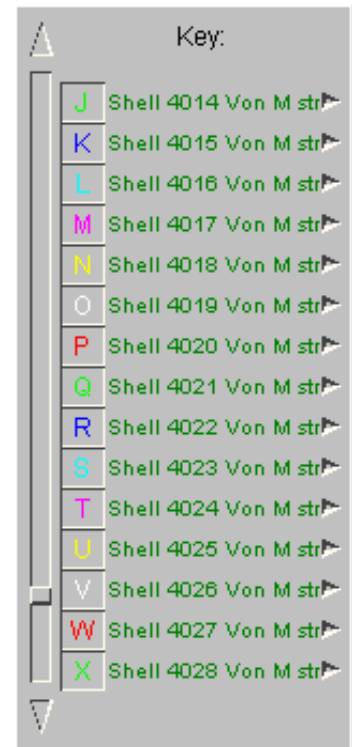 Key:
J Shell 4014 Von M str
K Shell 4015 Von M str
L Shell 4016 Von M str
M Shell 4017 Von M str
N Shell 4018 Von M str
O Shell 4019 Von M str
P Shell 4020 Von M str
Q Shell 4021 Von M str
R Shell 4022 Von M str
S Shell 4023 Von M str
T Shell 4024 Von M str
U Shell 4025 Von M str
V Shell 4026 Von M str
W Shell 4027 Von M str
X Shell 4028 Von M str